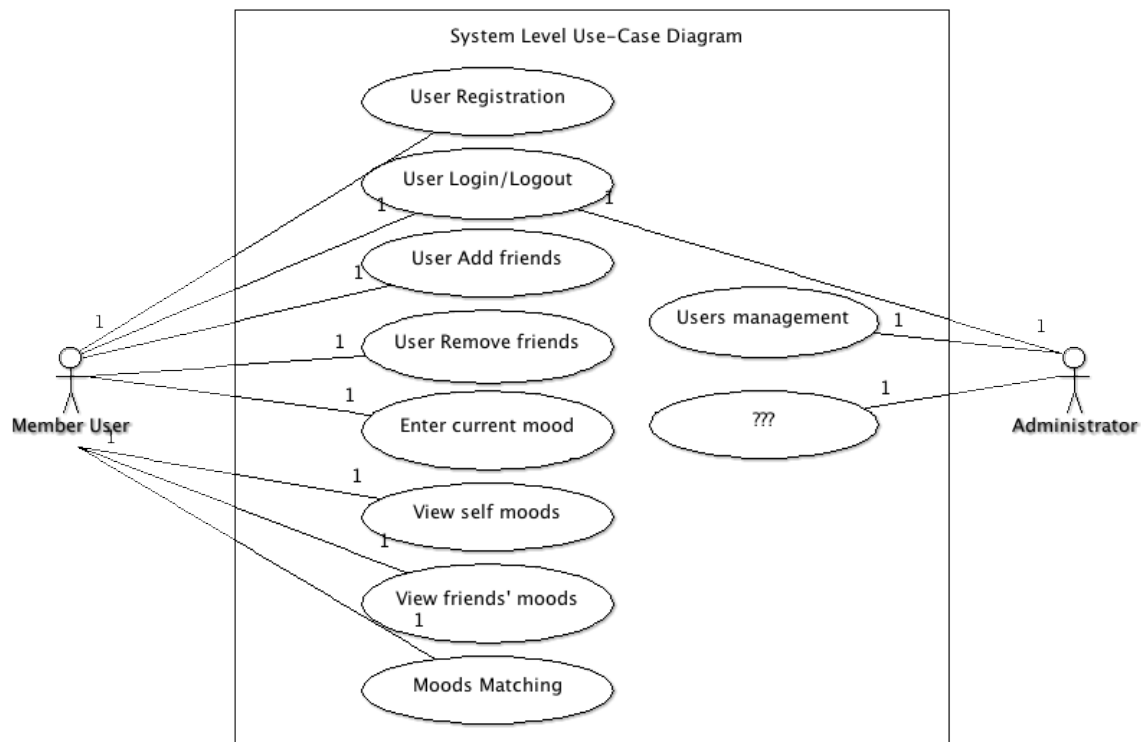 System Level Use-Case Diagram
User Registration
User Login/Logout
1
1
User Add friends
1
1
Users management
1
1
User Remove friends
1
1
Enter current mood
1
???
Member User
Administrator
1
1
View self moods
1
View friends' moods
1
Moods Matching